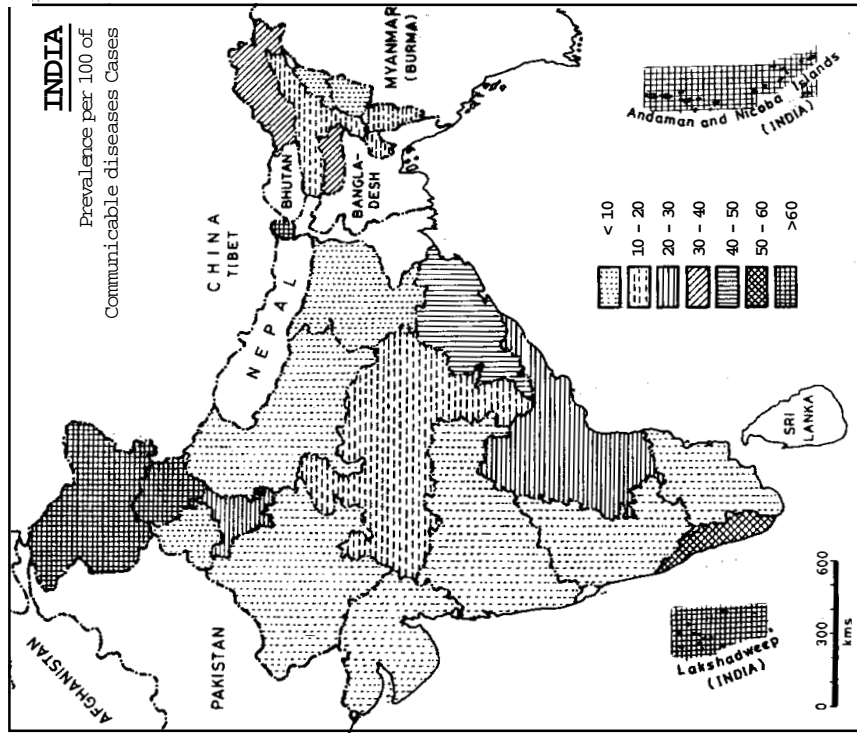 INDIA
Prevalence per 100 of
Communicable diseases Cases
AFGHANISTAN
PAKISTAN
CHINA
TIBET
NEPAL
BHUTAN
BANGLA-
DESH
MYANMAR
(BURMA)
SRI
LANKA
Lakshadweep
(INDIA)
Andaman and Nicoba Islands
(INDIA)
< 10
10 - 20
20 - 30
30 - 40
40 - 50
50 - 60
>60
0 300 600
kms